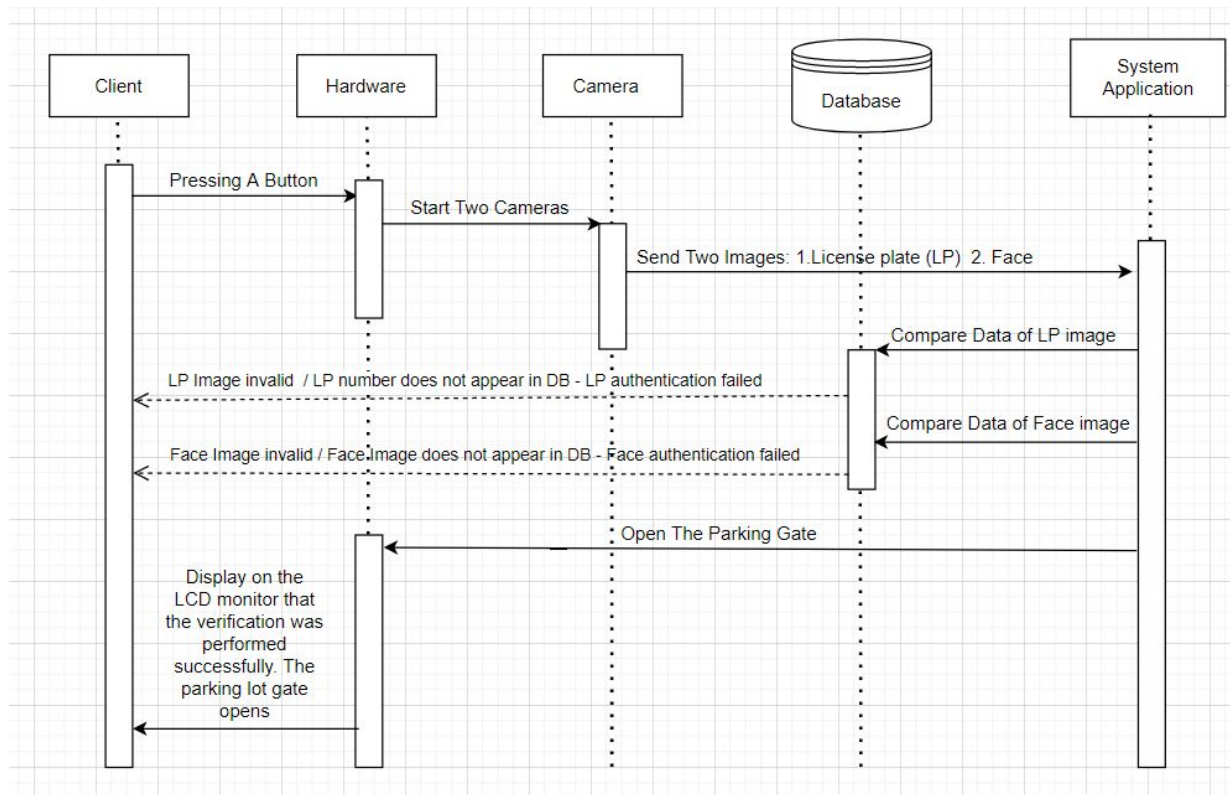 Client
Hardware
Camera
Database
System
Application
Pressing A Button
Start Two Cameras
Send Two Images: 1.License plate (LP) 2. Face
Compare Data of LP image
LP Image invalid / LP number does not appear in DB - LP authentication failed
Compare Data of Face image
Face Image invalid / Face Image does not appear in DB - Face authentication failed
Open The Parking Gate
Display on the
LCD monitor that
the verification was
performed
successfully. The
parking lot gate
opens